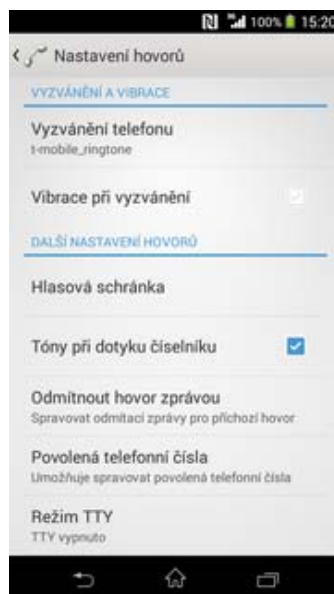 100% 15:20
Nastavení hovorů
VYZVÁNĚNÍ A VIBRACE
Vyzvánění telefonu
t-mobile_ringtone
Vibrace při vyzvánění
DALŠÍ NASTAVENÍ HOVORŮ
Hlasová schránka
Tóny při dotyku číselníku
Odmítnout hovor zprávou
Spravovat odmítací zprávy pro příchozí hovor
Povolená telefonní čísla
Umožňuje spravovat povolená telefonní čísla
Režim TTY
TTY vypnuto